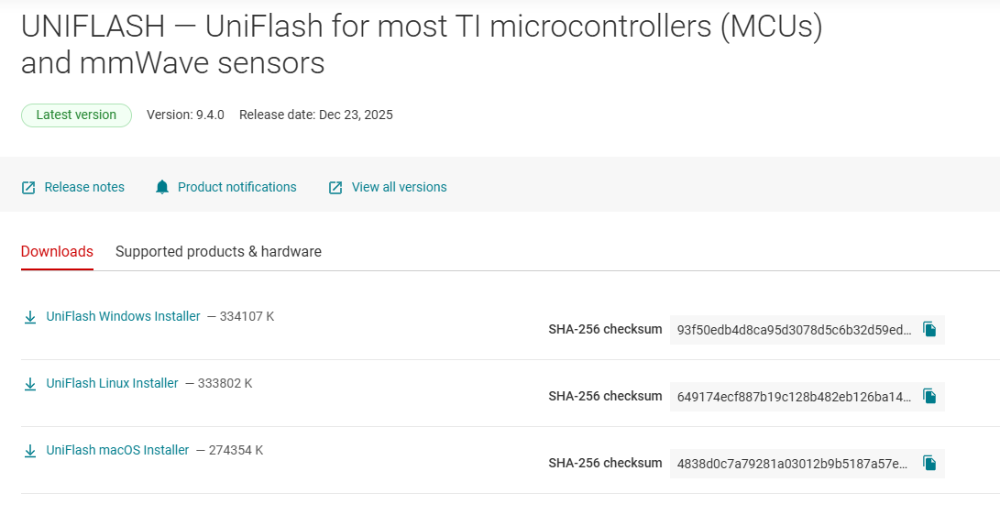 UNIFLASH — UniFlash for most TI microcontrollers (MCUs)
and mmWave sensors
Latest version Version: 9.4.0 Release date: Dec 23, 2025
Release notes Product notifications View all versions
Downloads Supported products & hardware
UniFlash Windows Installer — 334107 K
SHA-256 checksum 93f50edb4d8ca95d3078d5c6b32d59ed...
UniFlash Linux Installer — 333802 K
SHA-256 checksum 649174ecf887b19c128b482eb126ba14...
UniFlash macOS Installer — 274354 K
SHA-256 checksum 4838d0c7a79281a03012b9b5187a57e...